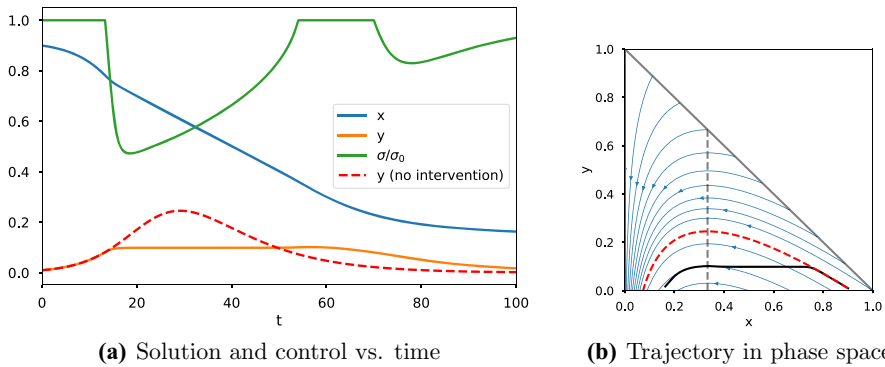 1.0
0.8
0.6
0.4
0.2
0.0
x
y
σ/σ₀
y (no intervention)
0 20 40 60 80 100
t
(a) Solution and control vs. time
1.0
0.8
0.6
0.4
0.2
0.0
y
0.0 0.2 0.4 0.6 0.8 1.0
x
(b) Trajectory in phase space